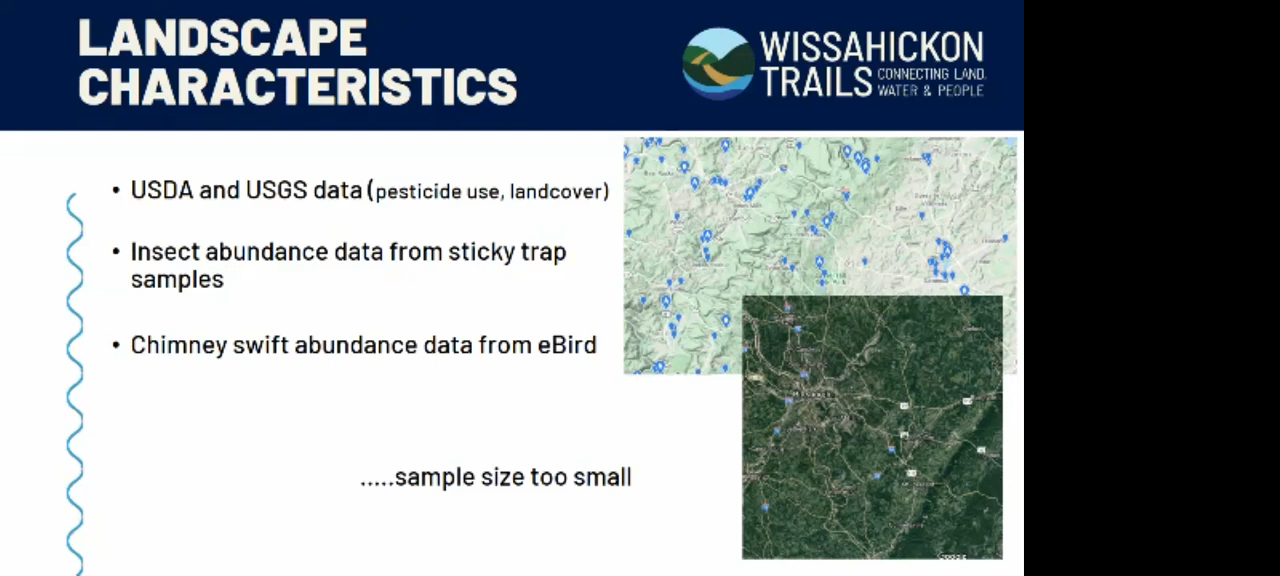 LANDSCAPE
CHARACTERISTICS
WISSAHICKON
TRAILS
CONNECTING LAND,
WATER & PEOPLE
• USDA and USGS data (pesticide use, landcover)
• Insect abundance data from sticky trap
samples
• Chimney swift abundance data from eBird
.....sample size too small
Google